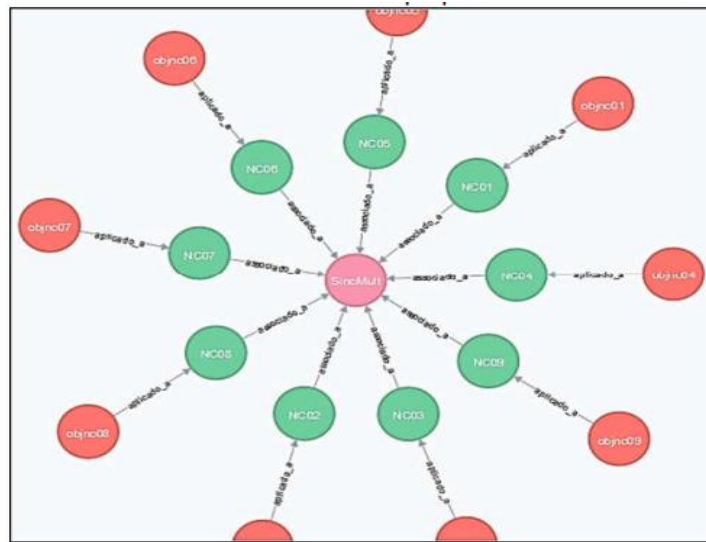 objnc06
objnc01
aplicado_a
aplicado_a
aplicado_a
NC05
NC06
NC01
associado_a
associado_a
associado_a
objnc07
aplicado_a
NC07
associado_a
SincMult
associado_a
NC04
aplicado_a
objnc04
associado_a
associado_a
NC08
NC09
aplicado_a
associado_a
associado_a
aplicado_a
objnc08
NC02
NC03
objnc09
aplicado_a
aplicado_a